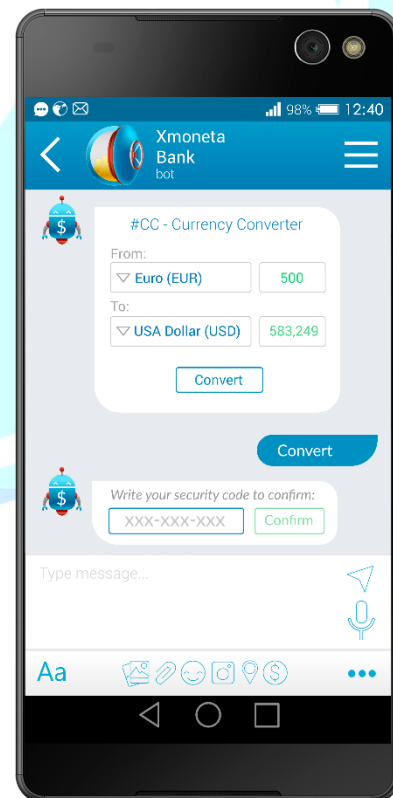 98% 12:40
Xmoneta
Bank
bot
#CC - Currency Converter
From:
Euro (EUR) 500
To:
USA Dollar (USD) 583,249
Convert
Convert
Write your security code to confirm:
XXX-XXX-XXX Confirm
Type message...
Aa